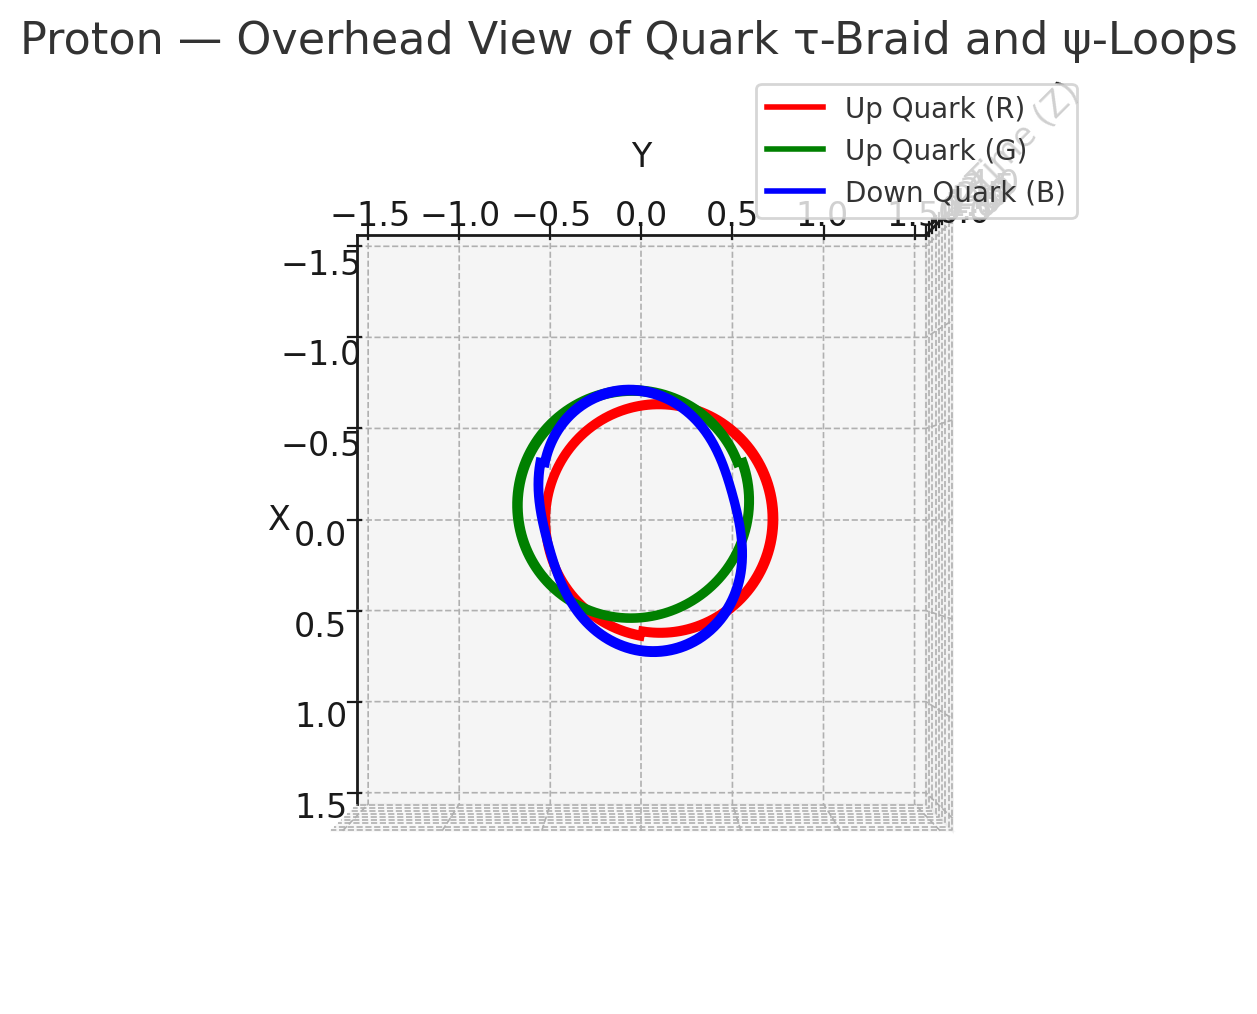 Proton — Overhead View of Quark τ-Braid and ψ-Loops
Up Quark (R)
Up Quark (G)
Down Quark (B)
Time (Z)
Y
−1.5 −1.0 −0.5 0.0 0.5 1.0 1.5
−1.5
−1.0
−0.5
X
0.0
0.5
1.0
1.5